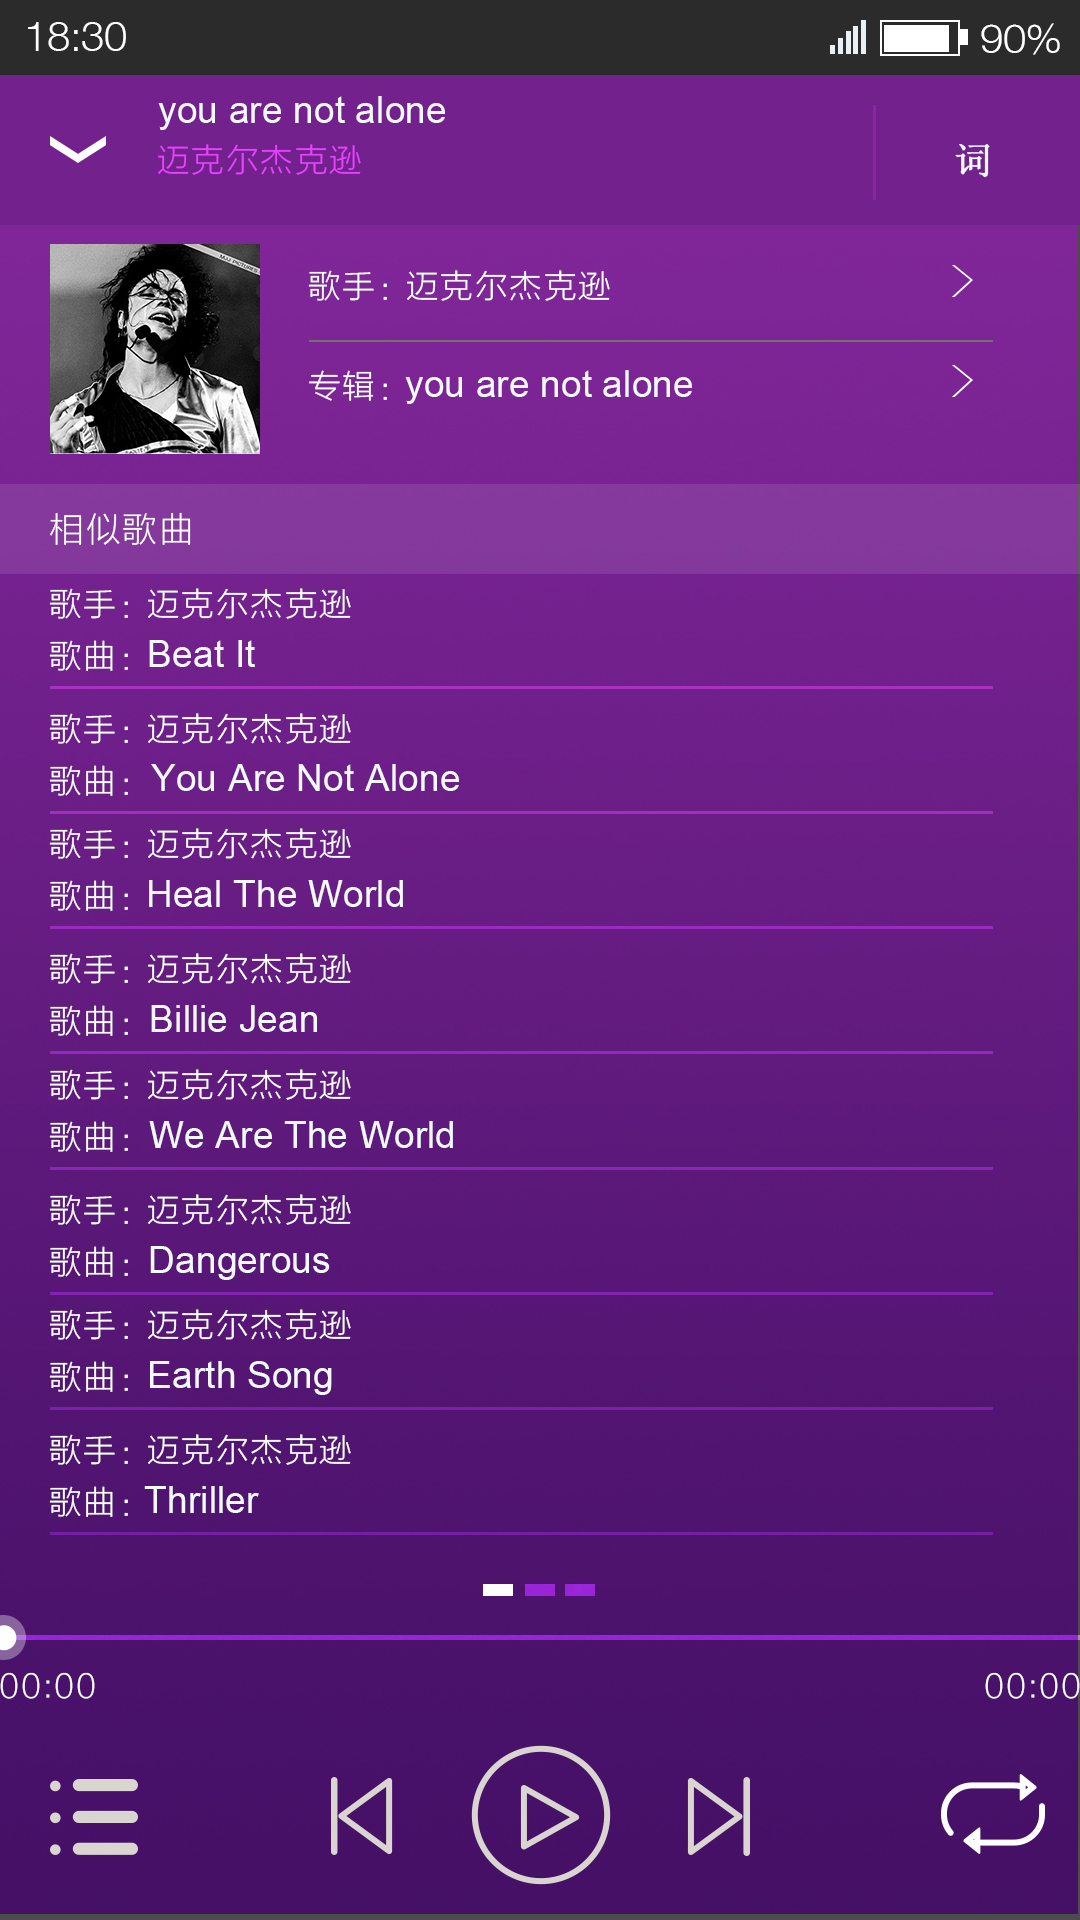 18:30
90%
you are not alone
迈克尔杰克逊
词
歌手：迈克尔杰克逊
专辑：you are not alone
相似歌曲
歌手：迈克尔杰克逊
歌曲：Beat It
歌手：迈克尔杰克逊
歌曲：You Are Not Alone
歌手：迈克尔杰克逊
歌曲：Heal The World
歌手：迈克尔杰克逊
歌曲：Billie Jean
歌手：迈克尔杰克逊
歌曲：We Are The World
歌手：迈克尔杰克逊
歌曲：Dangerous
歌手：迈克尔杰克逊
歌曲：Earth Song
歌手：迈克尔杰克逊
歌曲：Thriller
00:00
00:00